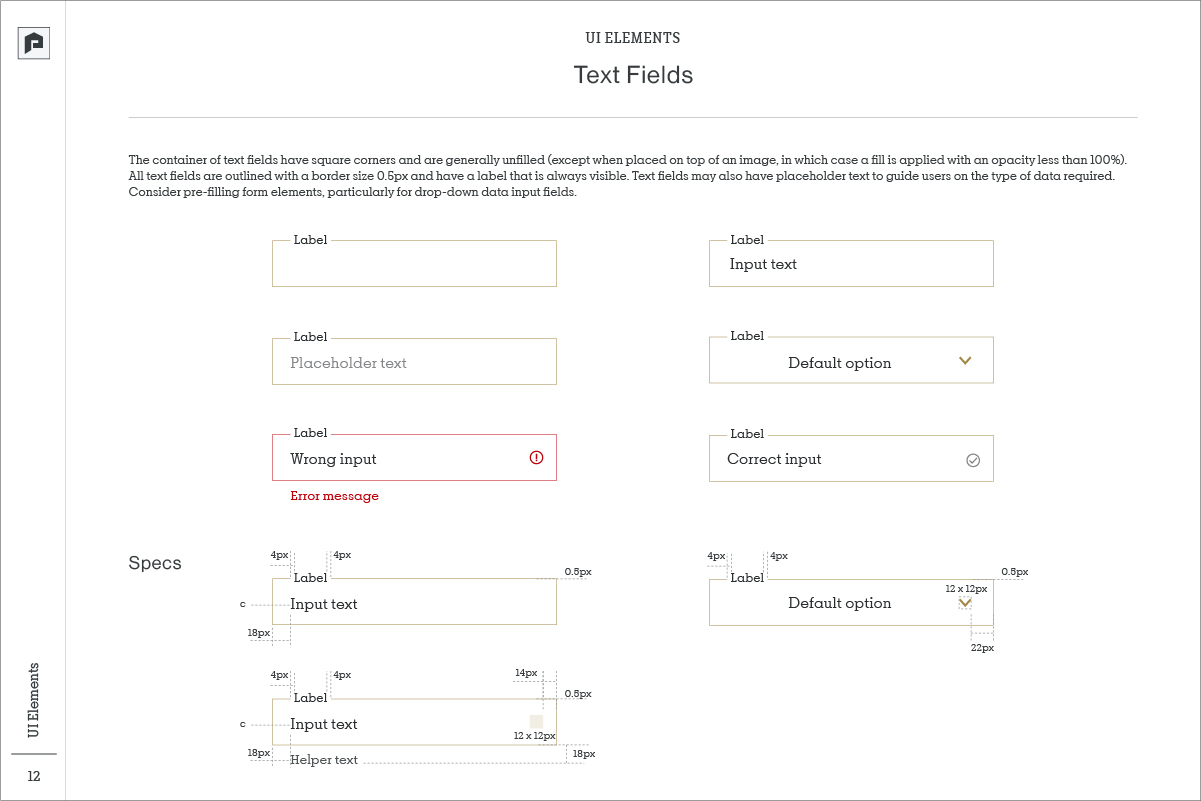 UI ELEMENTS
Text Fields
The container of text fields have square corners and are generally unfilled (except when placed on top of an image, in which case a fill is applied with an opacity less than 100%).
All text fields are outlined with a border size 0.5px and have a label that is always visible. Text fields may also have placeholder text to guide users on the type of data required.
Consider pre-filling form elements, particularly for drop-down data input fields.
Label
Label
Input text
Label
Placeholder text
Label
Default option
Label
Wrong input
Error message
Label
Correct input
Specs
4px
4px
Label
0.5px
c
Input text
18px
4px
4px
Label
0.5px
12 x 12px
Default option
22px
4px
4px
14px
Label
0.5px
c
Input text
12 x 12px
18px
18px
Helper text
UI Elements
12